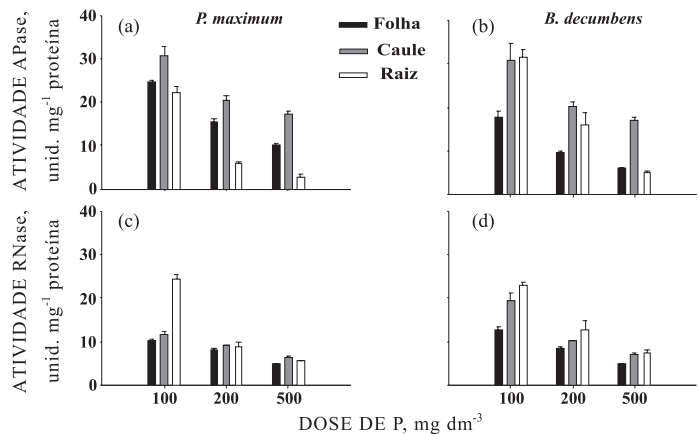 P. maximum
B. decumbens
(a)
(b)
Folha
Caule
Raiz
ATIVIDADE APase,
unid. mg-1 proteína
40
30
20
10
0
(c)
(d)
ATIVIDADE RNase,
unid. mg-1 proteína
40
30
20
10
0
100 200 500
100 200 500
DOSE DE P, mg dm-3